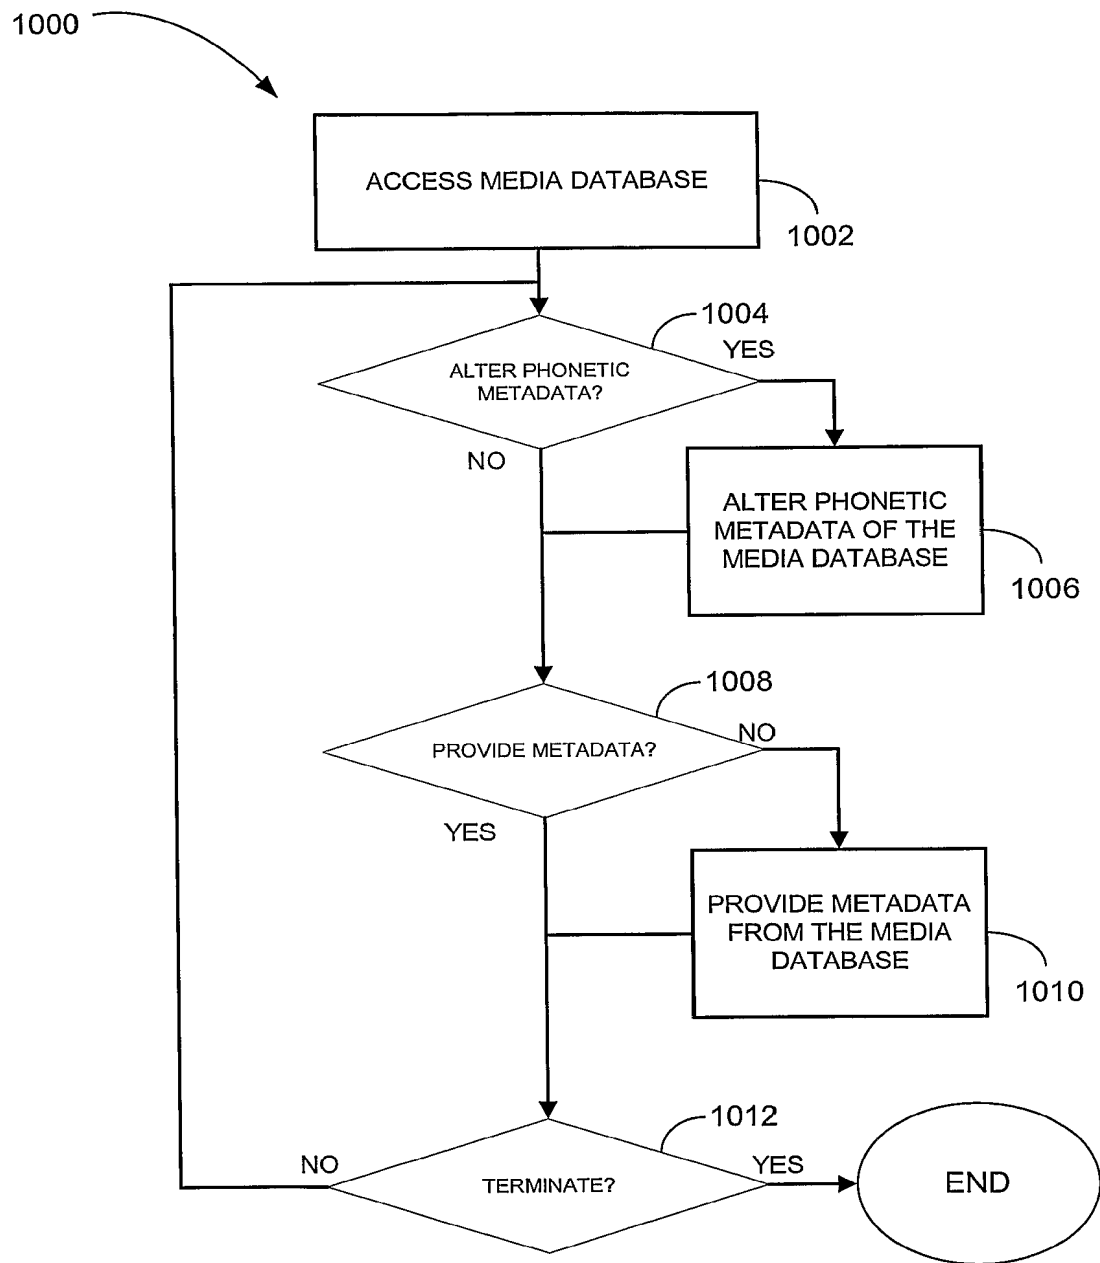 1000
ACCESS MEDIA DATABASE
1002
1004
YES
ALTER PHONETIC
METADATA?
NO
ALTER PHONETIC
METADATA OF THE
MEDIA DATABASE
1006
1008
NO
PROVIDE METADATA?
YES
PROVIDE METADATA
FROM THE MEDIA
DATABASE
1010
1012
NO
YES
TERMINATE?
END